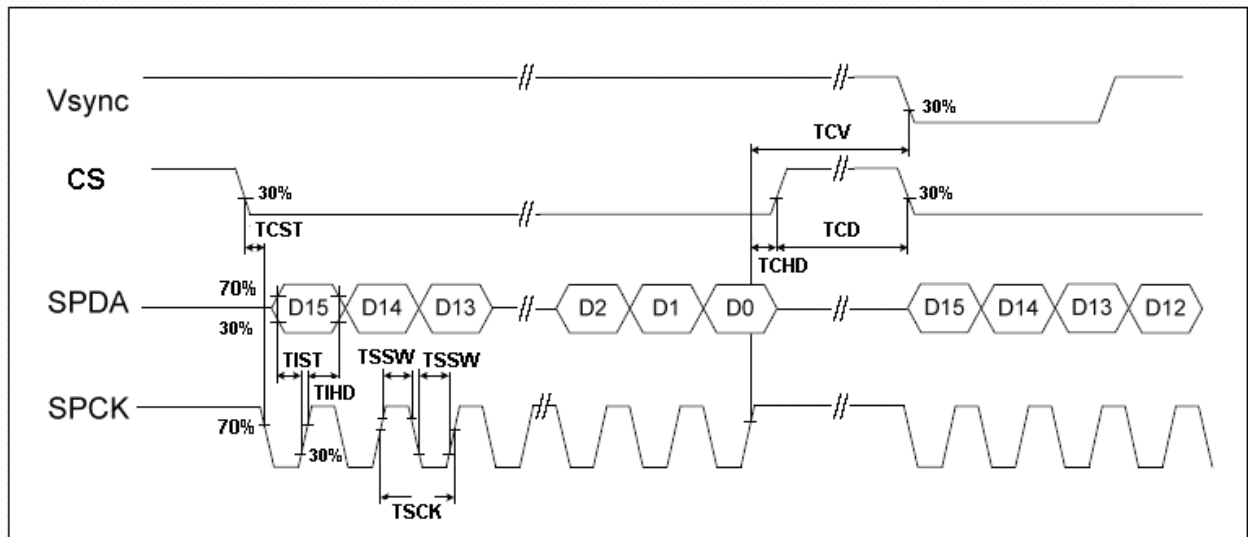 Vsync
30%
TCV
CS
30%
30%
TCST
TCD
TCHD
SPDA
70%
30%
D15
D14
D13
D2
D1
D0
D15
D14
D13
D12
TIST
TSSW
TSSW
TIHD
SPCK
70%
30%
TSCK